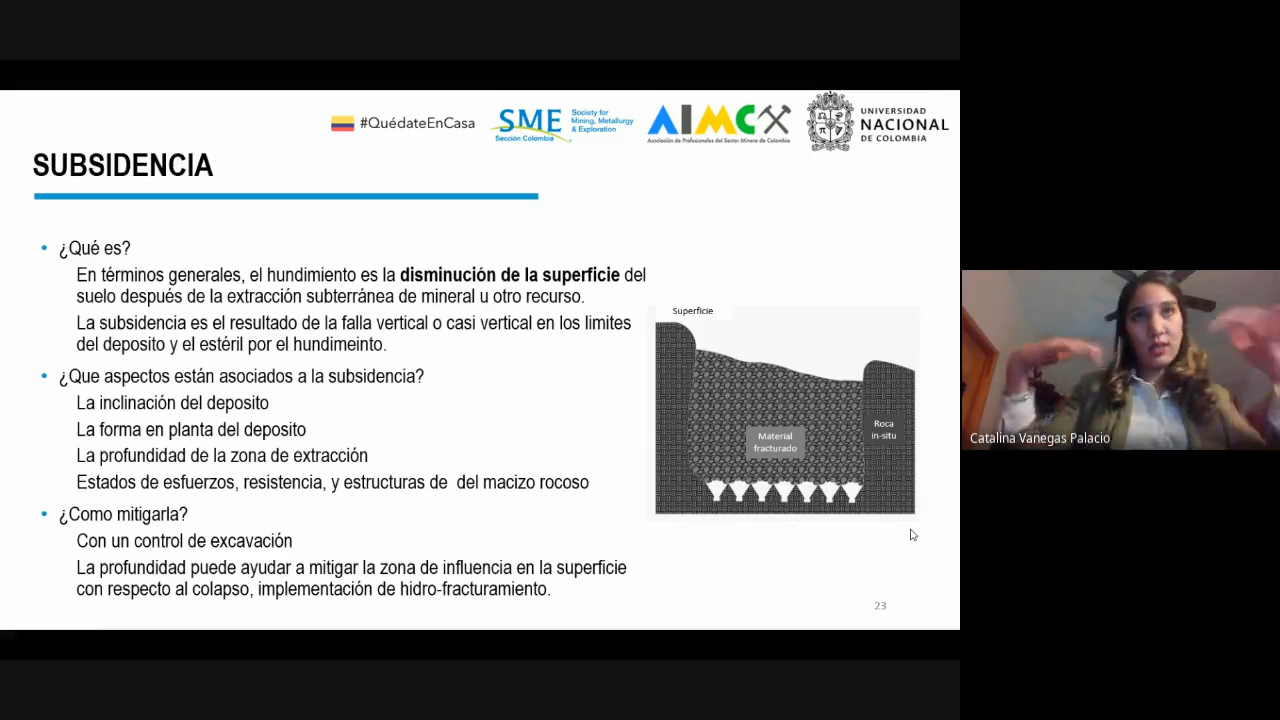 #QuédateEnCasa
SME
Sección Colombia
Society for
Mining, Metallurgy
& Exploration
AIMC
Asociación de Profesionales del Sector Minero de Colombia
UNIVERSIDAD
NACIONAL
DE COLOMBIA
SUBSIDENCIA
• ¿Qué es?
En términos generales, el hundimiento es la disminución de la superficie del
suelo después de la extracción subterránea de mineral u otro recurso.
La subsidencia es el resultado de la falla vertical o casi vertical en los limites
del deposito y el estéril por el hundimeinto.
• ¿Que aspectos están asociados a la subsidencia?
La inclinación del deposito
La forma en planta del deposito
La profundidad de la zona de extracción
Estados de esfuerzos, resistencia, y estructuras de del macizo rocoso
• ¿Como mitigarla?
Con un control de excavación
La profundidad puede ayudar a mitigar la zona de influencia en la superficie
con respecto al colapso, implementación de hidro-fracturamiento.
Superficie
Material
fracturado
Roca
in-situ
23
Catalina Vanegas Palacio